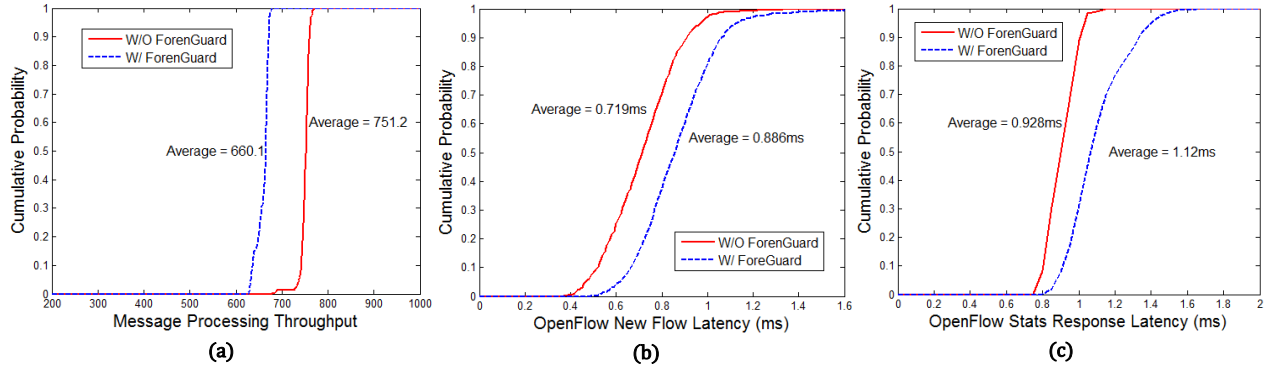 1
0.9
0.8
0.7
0.6
0.5
0.4
0.3
0.2
0.1
0
Cumulative Probability
W/O ForenGuard
W/ ForenGuard
Average = 751.2
Average = 660.1
200 300 400 500 600 700 800 900 1000
Message Processing Throughput
(a)
1
0.9
0.8
0.7
0.6
0.5
0.4
0.3
0.2
0.1
0
Cumulative Probability
Average = 0.719ms
Average = 0.886ms
W/O ForenGuard
W/ ForeGuard
0 0.2 0.4 0.6 0.8 1 1.2 1.4 1.6
OpenFlow New Flow Latency (ms)
(b)
1
0.9
0.8
0.7
0.6
0.5
0.4
0.3
0.2
0.1
0
Cumulative Probability
W/O ForenGuard
W/ ForenGuard
Average = 0.928ms
Average = 1.12ms
0 0.2 0.4 0.6 0.8 1 1.2 1.4 1.6 1.8 2
OpenFlow Stats Response Latency (ms)
(c)